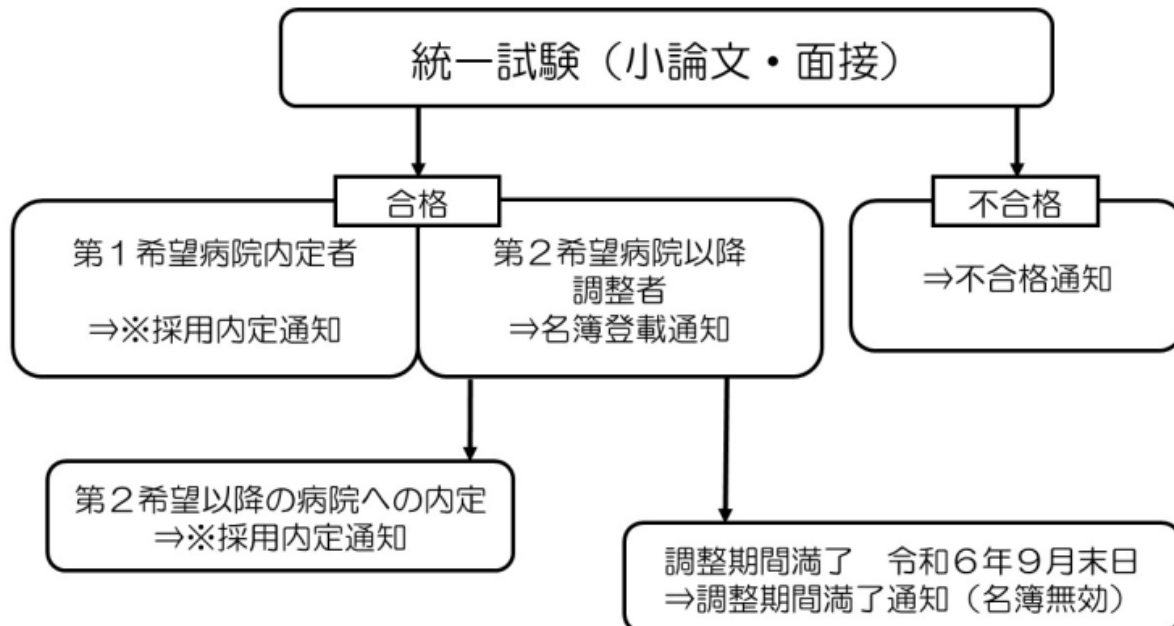 統一試験（小論文・面接）
合格
不合格
第１希望病院内定者
⇒※採用内定通知
第２希望病院以降
調整者
⇒名簿登載通知
⇒不合格通知
第２希望以降の病院への内定
⇒※採用内定通知
調整期間満了　令和６年９月末日
⇒調整期間満了通知（名簿無効）